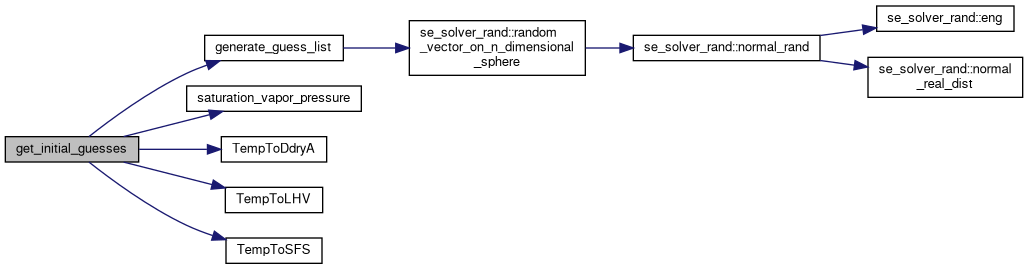 get_initial_guesses
generate_guess_list
saturation_vapor_pressure
TempToDdryA
TempToLHV
TempToSFS
se_solver_rand::random
_vector_on_n_dimensional
_sphere
se_solver_rand::normal_rand
se_solver_rand::eng
se_solver_rand::normal
_real_dist